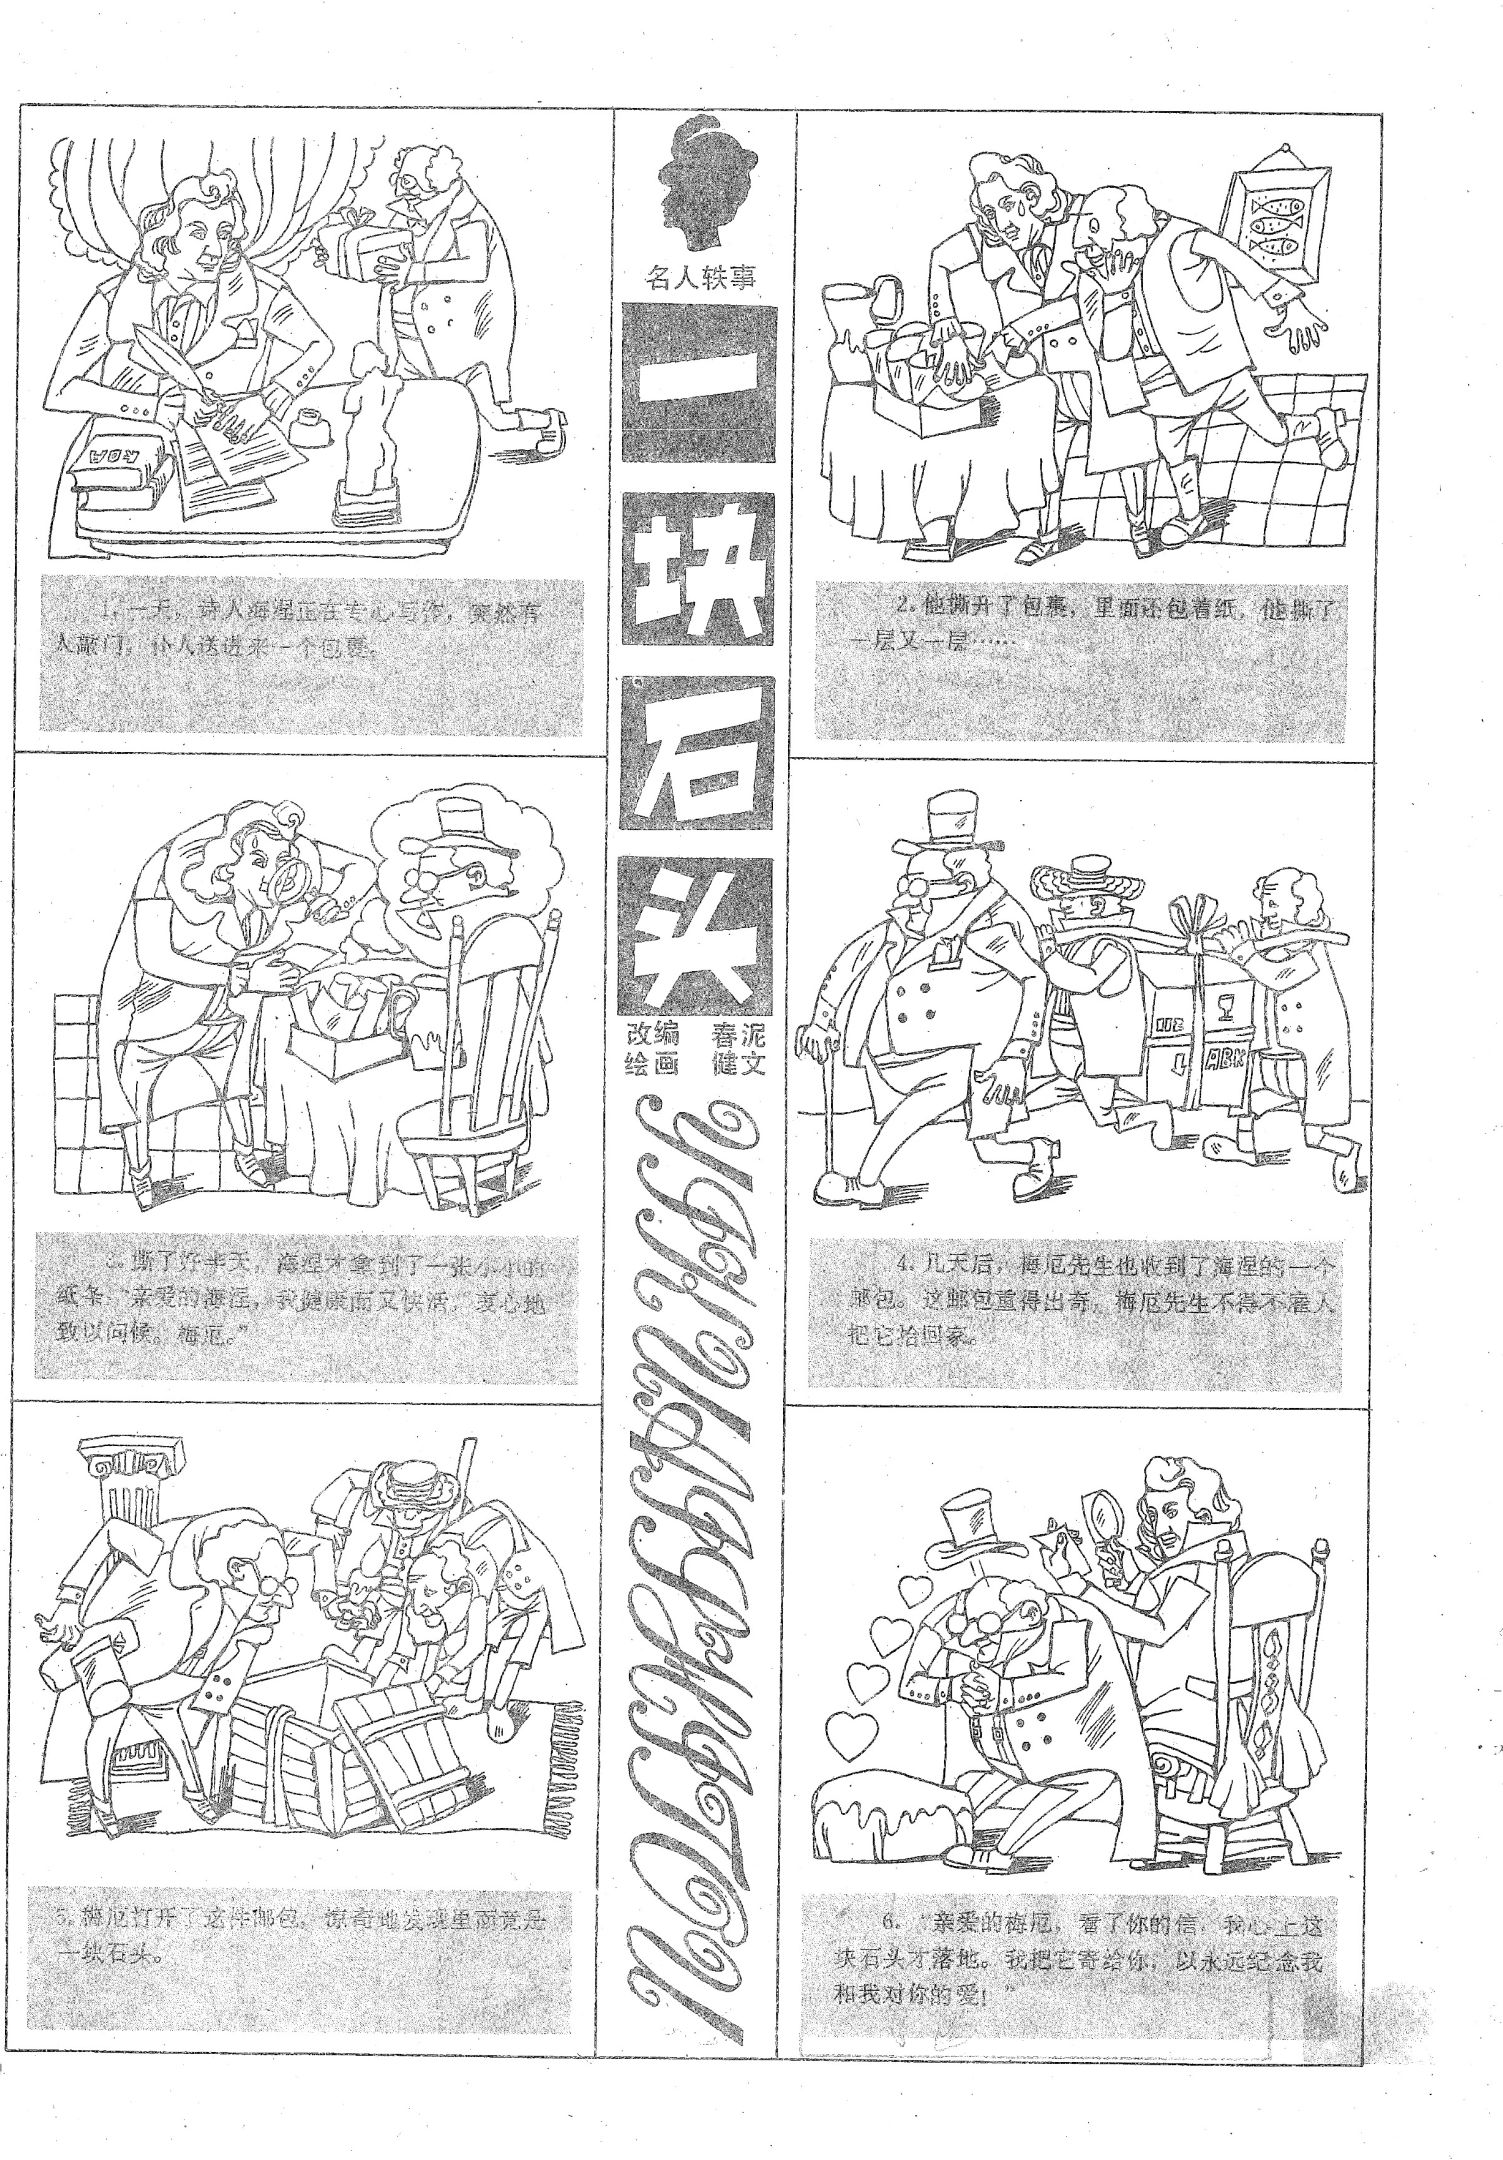 名人轶事
一块石头
改编 春泥
绘画 健文
1. 一天，诗人海涅正在专心写作，突然有
人敲门，仆人送进来一个包裹。
2. 他撕开了包裹，里面还包着纸，他撕了
一层又一层……
3. 撕了好半天，海涅才拿到了一张小小的
纸条：“亲爱的海涅，我健康而又快活，衷心地
致以问候。梅厄。”
4. 几天后，梅厄先生也收到了海涅的一个
邮包。这邮包重得出奇，梅厄先生不得不雇人
把它抬回家。
ABK
5. 梅厄打开了这件邮包，惊奇地发现里面竟是
一块石头。
6. “亲爱的梅厄，看了你的信，我心上这
块石头才落地。我把它寄给你，以永远纪念我
和我对你的爱！”